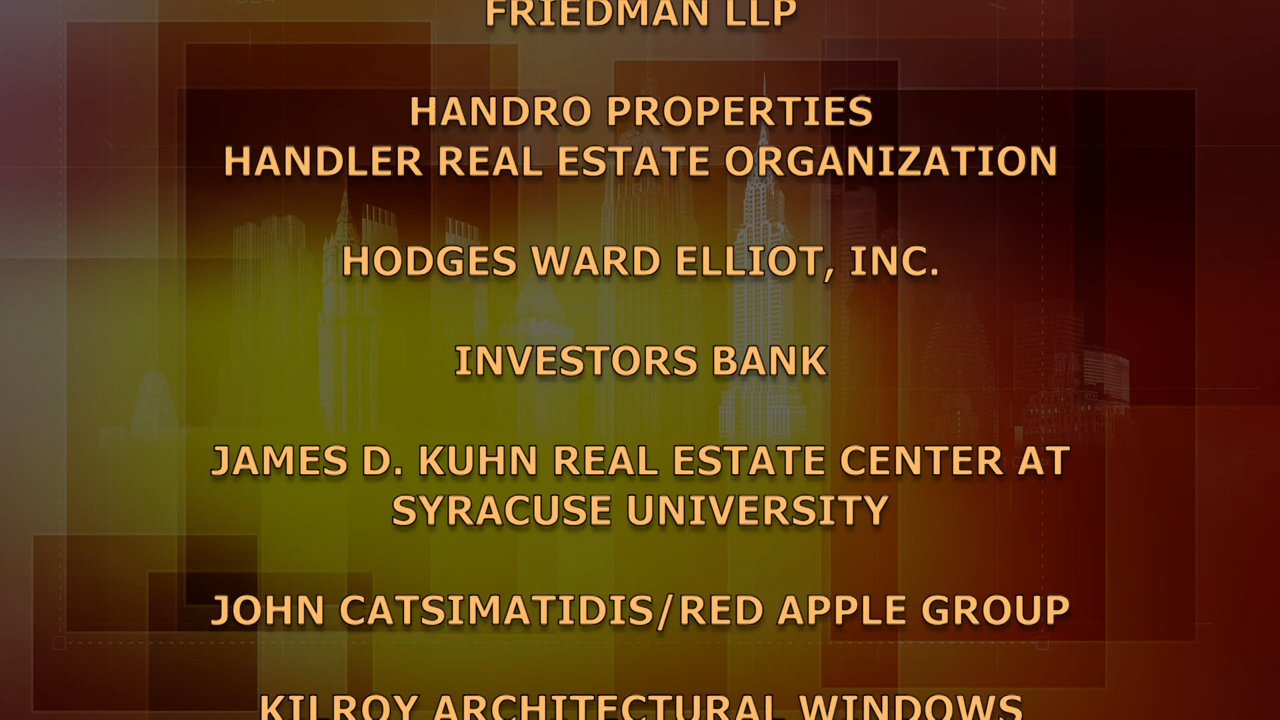 FRIEDMAN LLP
HANDRO PROPERTIES
HANDLER REAL ESTATE ORGANIZATION
HODGES WARD ELLIOT, INC.
INVESTORS BANK
JAMES D. KUHN REAL ESTATE CENTER AT
SYRACUSE UNIVERSITY
JOHN CATSIMATIDIS/RED APPLE GROUP
KILROY ARCHITECTURAL WINDOWS